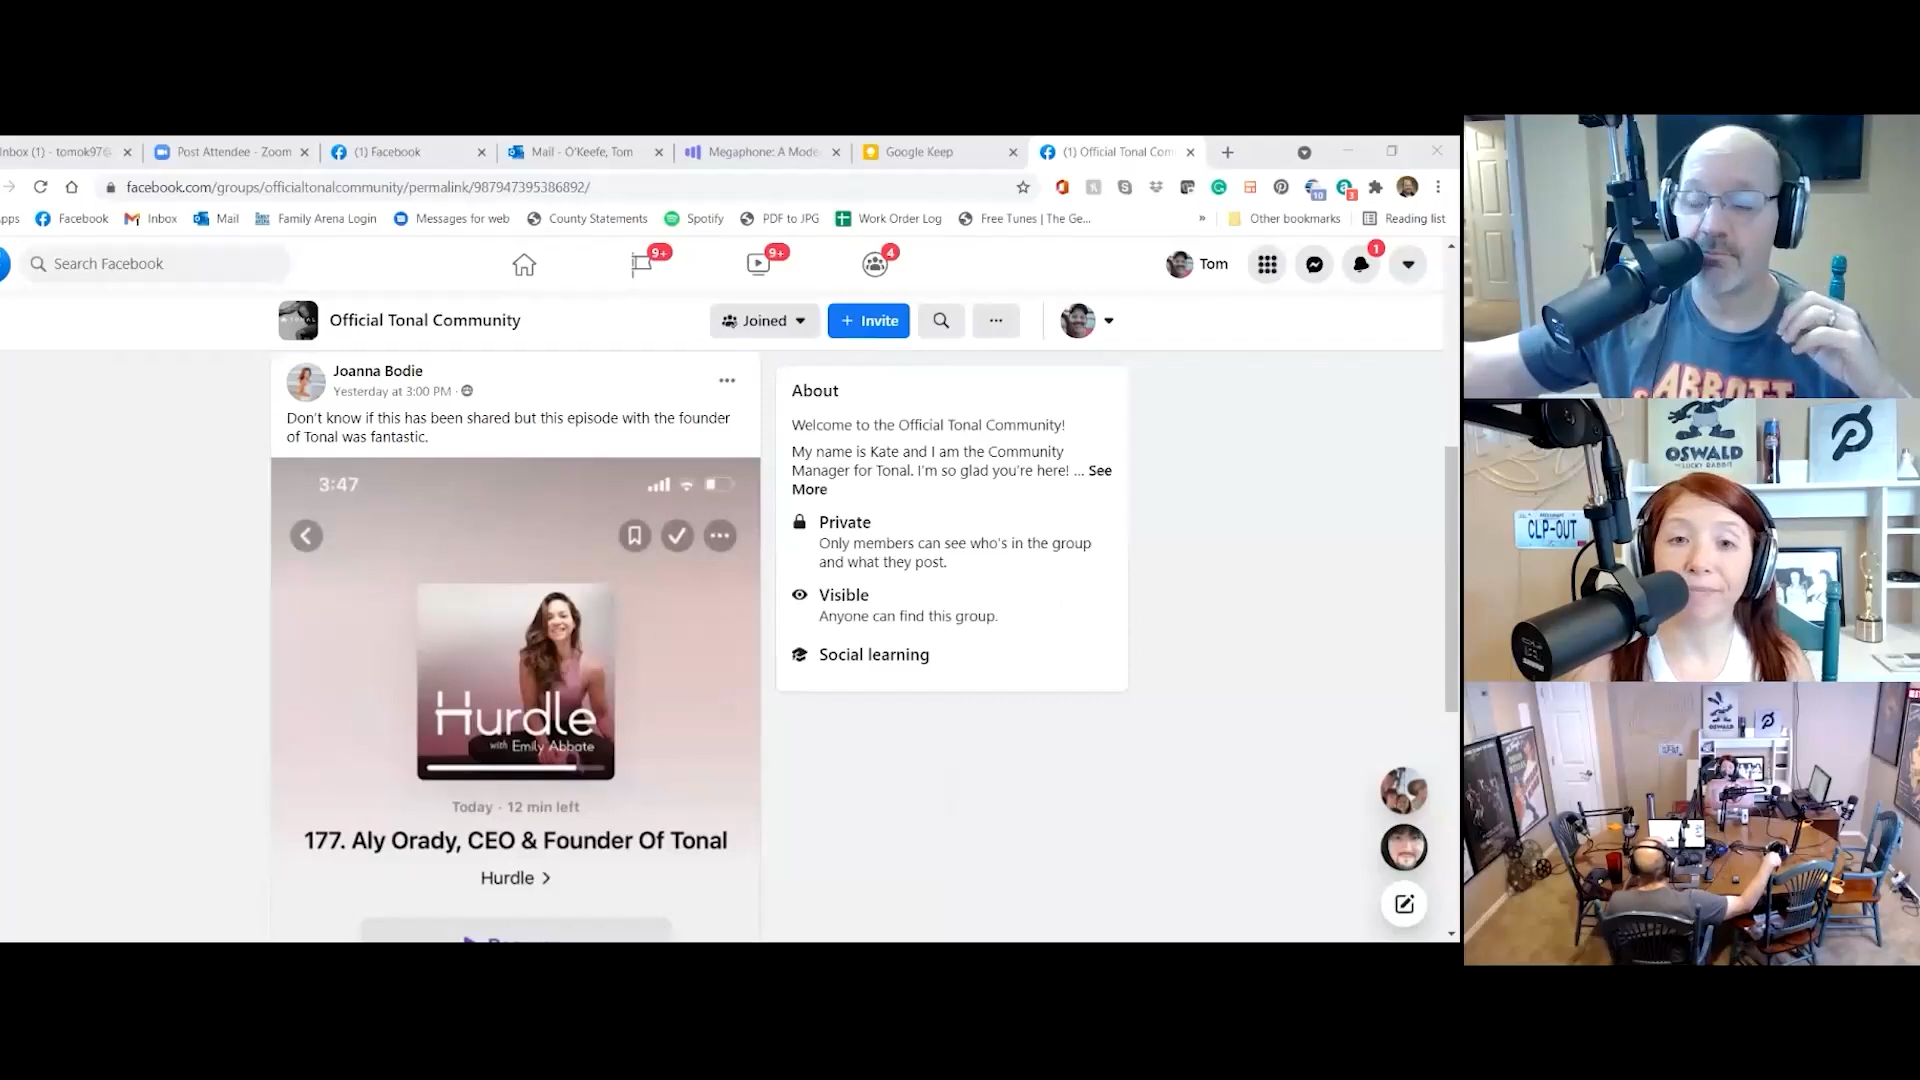 Inbox (1) - tomok97@
Post Attendee - Zoom
(1) Facebook
Mail - O'Keefe, Tom
Megaphone: A Mode
Google Keep
(1) Official Tonal Com
facebook.com/groups/officialtonalcommunity/permalink/987947395386892/
10
3
Apps
Facebook
Inbox
Mail
Family Arena Login
Messages for web
County Statements
Spotify
PDF to JPG
Work Order Log
Free Tunes | The Ge...
»
Other bookmarks
Reading list
Search Facebook
9+
9+
4
Tom
1
Official Tonal Community
Joined
+ Invite
Joanna Bodie
Yesterday at 3:00 PM ·
Don't know if this has been shared but this episode with the founder
of Tonal was fantastic.
3:47
Hurdle
with Emily Abbate
Today - 12 min left
177. Aly Orady, CEO & Founder Of Tonal
Hurdle >
About
Welcome to the Official Tonal Community!
My name is Kate and I am the Community
Manager for Tonal. I'm so glad you're here! ... See
More
Private
Only members can see who's in the group
and what they post.
Visible
Anyone can find this group.
Social learning
ABBOTT
OSWALD
THE LUCKY RABBIT
CLP-OUT
OSWALD